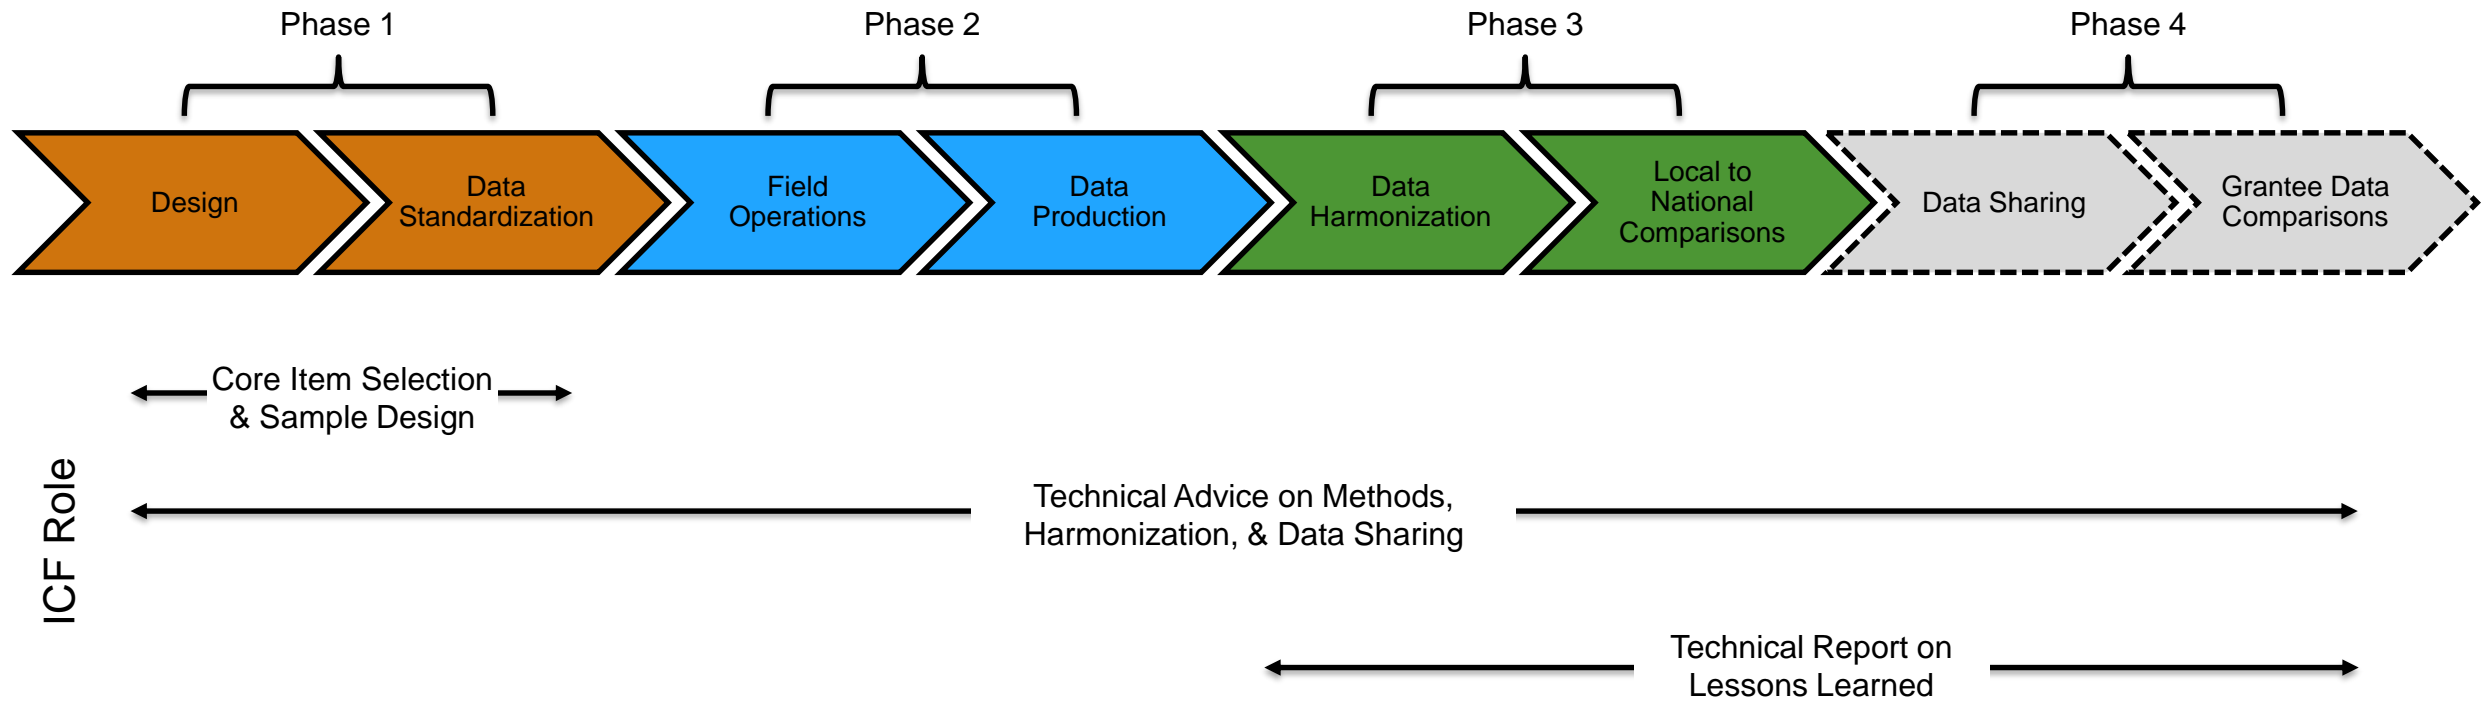 Phase 1
Phase 2
Phase 3
Phase 4
Design
Data
Standardization
Field
Operations
Data
Production
Data
Harmonization
Local to
National
Comparisons
Data Sharing
Grantee Data
Comparisons
ICF Role
Core Item Selection
& Sample Design
Technical Advice on Methods,
Harmonization, & Data Sharing
Technical Report on
Lessons Learned